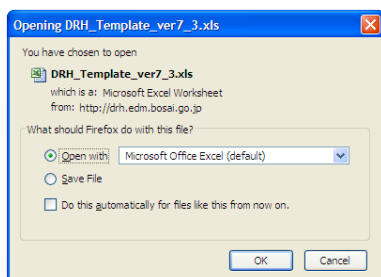 Opening DRH_Template_ver7_3.xls
You have chosen to open
DRH_Template_ver7_3.xls
which is a: Microsoft Excel Worksheet
from: http://drh.edm.bosai.go.jp
What should Firefox do with this file?
Open with Microsoft Office Excel (default)
Save File
Do this automatically for files like this from now on.
OK Cancel